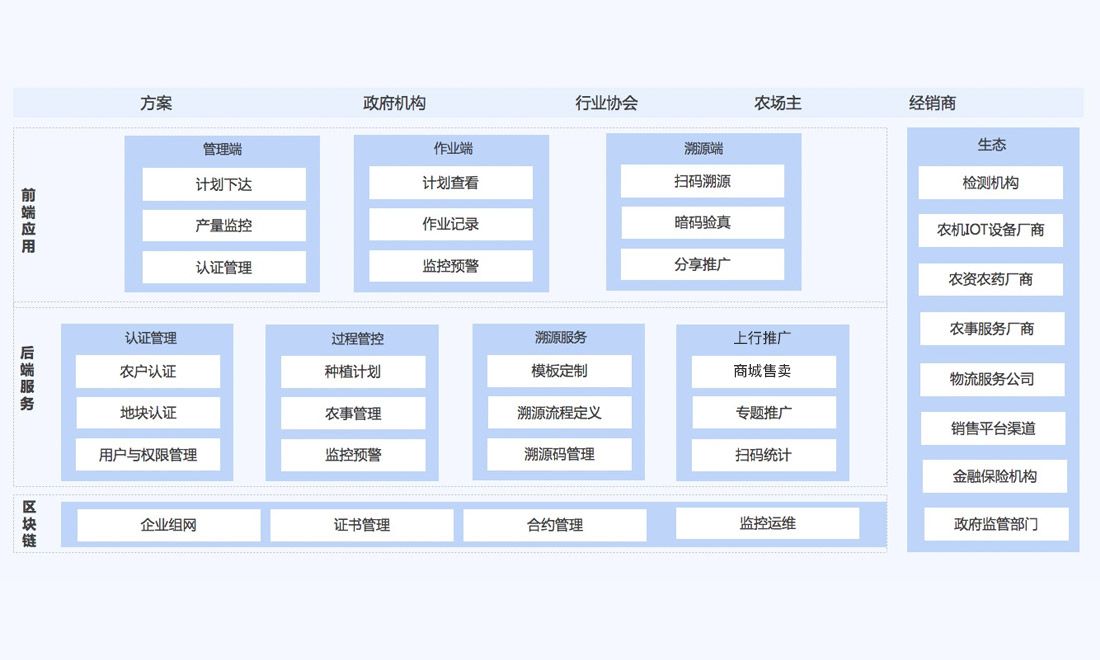 方案 政府机构 行业协会 农场主 经销商
前端应用
管理端
计划下达
产量监控
认证管理
作业端
计划查看
作业记录
监控预警
溯源端
扫码溯源
暗码验真
分享推广
后端服务
认证管理
农户认证
地块认证
用户与权限管理
过程管控
种植计划
农事管理
监控预警
溯源服务
模板定制
溯源流程定义
溯源码管理
上行推广
商城售卖
专题推广
扫码统计
区块链
企业组网
证书管理
合约管理
监控运维
生态
检测机构
农机IOT设备厂商
农资农药厂商
农事服务厂商
物流服务公司
销售平台渠道
金融保险机构
政府监管部门